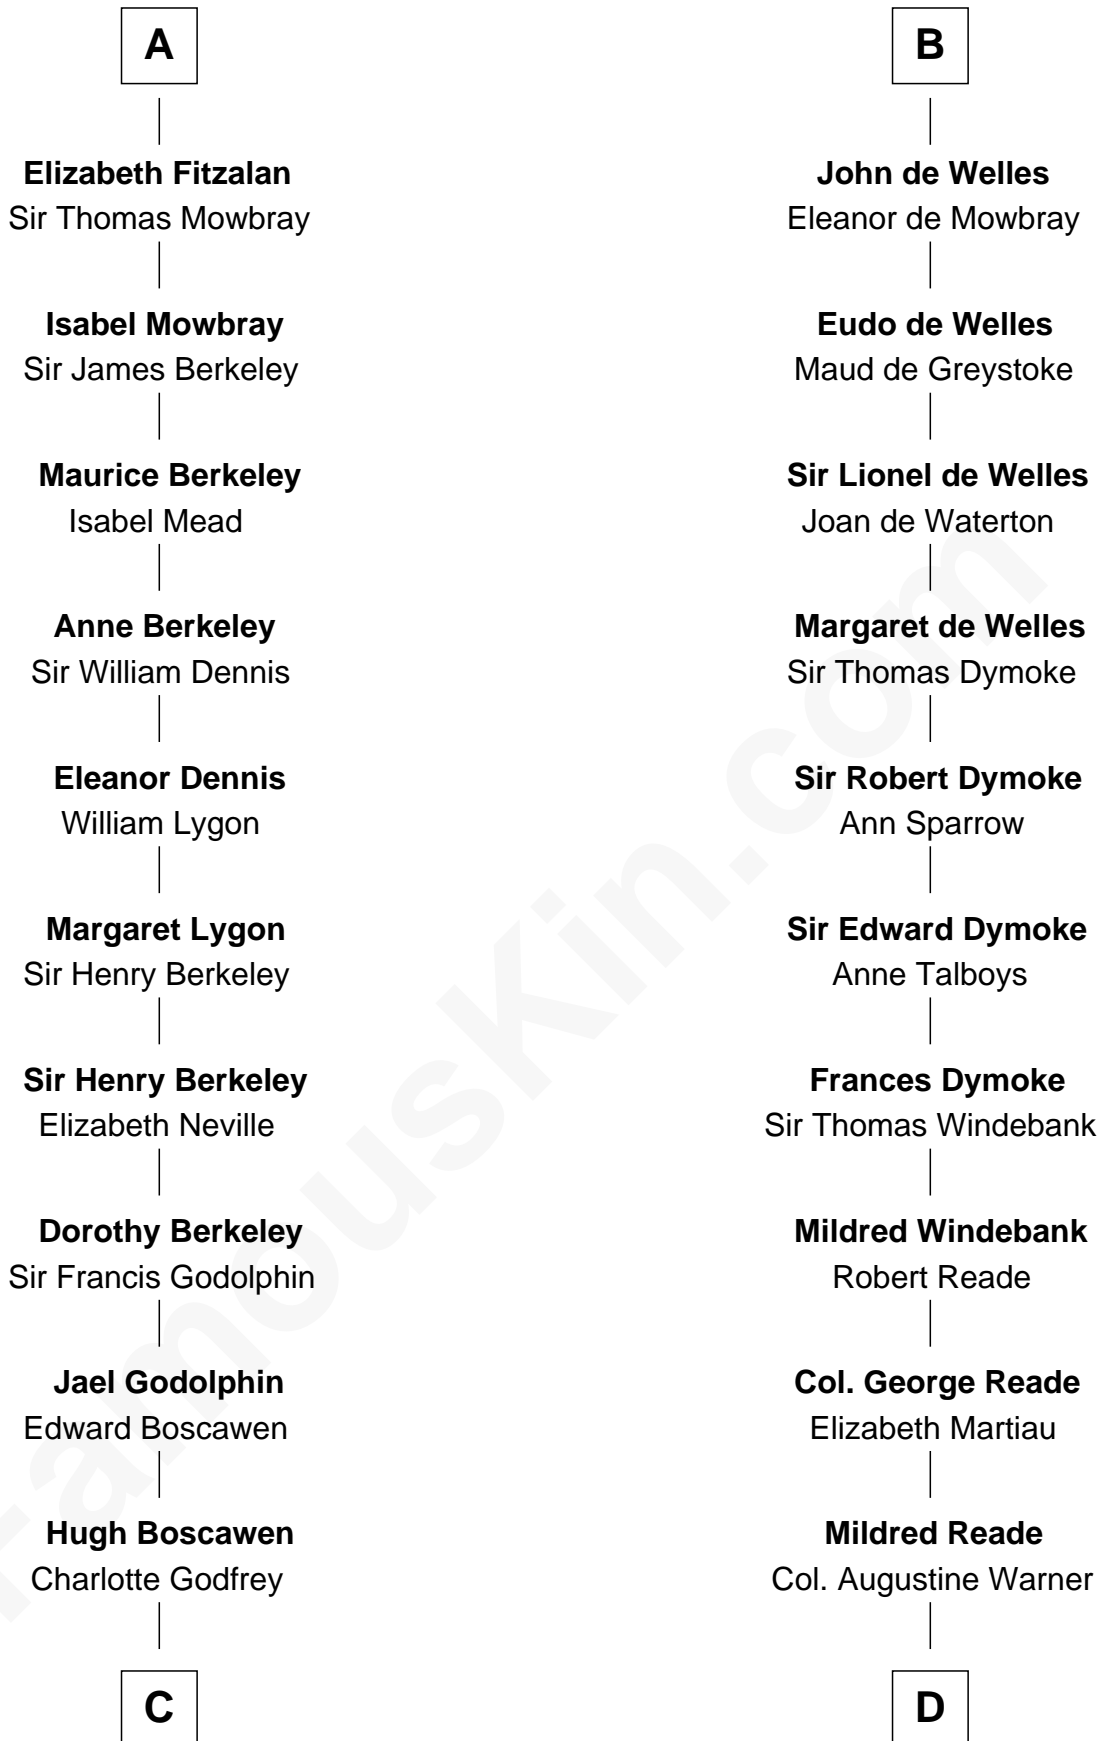 A
Elizabeth Fitzalan
Sir Thomas Mowbray
Isabel Mowbray
Sir James Berkeley
Maurice Berkeley
Isabel Mead
Anne Berkeley
Sir William Dennis
Eleanor Dennis
William Lygon
Margaret Lygon
Sir Henry Berkeley
Sir Henry Berkeley
Elizabeth Neville
Dorothy Berkeley
Sir Francis Godolphin
Jael Godolphin
Edward Boscawen
Hugh Boscawen
Charlotte Godfrey
C
B
John de Welles
Eleanor de Mowbray
Eudo de Welles
Maud de Greystoke
Sir Lionel de Welles
Joan de Waterton
Margaret de Welles
Sir Thomas Dymoke
Sir Robert Dymoke
Ann Sparrow
Sir Edward Dymoke
Anne Talboys
Frances Dymoke
Sir Thomas Windebank
Mildred Windebank
Robert Reade
Col. George Reade
Elizabeth Martiau
Mildred Reade
Col. Augustine Warner
D
FamousKin.com